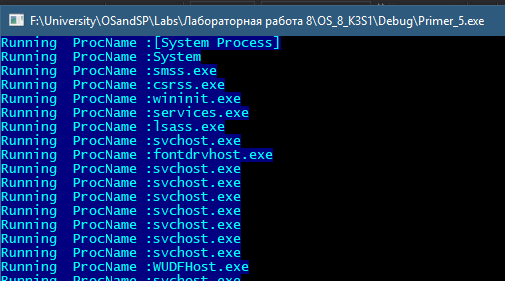 F:\University\OSandSP\Labs\Лабораторная работа 8\OS_8_K3S1\Debug\Primer_5.exe
Running  ProcName :[System Process]
Running  ProcName :System
Running  ProcName :smss.exe
Running  ProcName :csrss.exe
Running  ProcName :wininit.exe
Running  ProcName :services.exe
Running  ProcName :lsass.exe
Running  ProcName :svchost.exe
Running  ProcName :fontdrvhost.exe
Running  ProcName :svchost.exe
Running  ProcName :svchost.exe
Running  ProcName :svchost.exe
Running  ProcName :svchost.exe
Running  ProcName :svchost.exe
Running  ProcName :svchost.exe
Running  ProcName :svchost.exe
Running  ProcName :WUDFHost.exe
Running  ProcName :svchost.exe